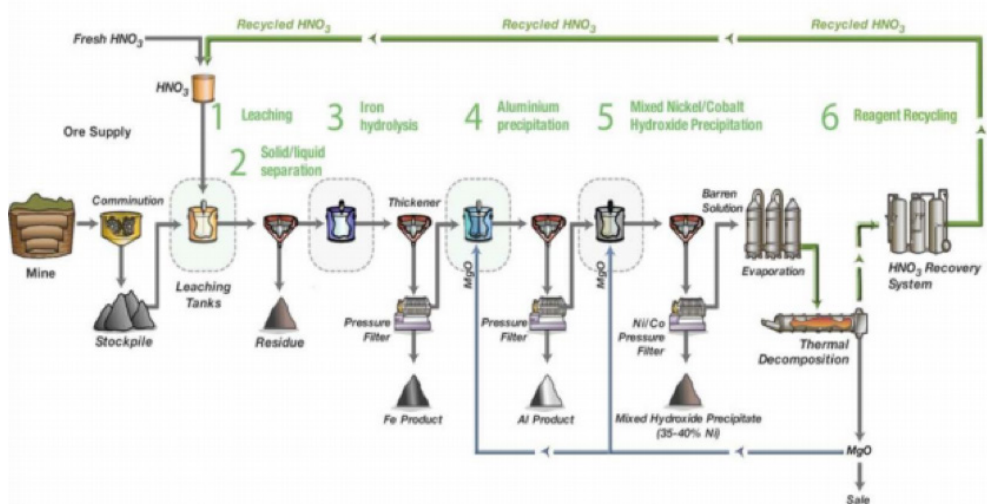 Recycled HNO3
Recycled HNO3
Recycled HNO3
Fresh HNO3
HNO3
1 Leaching
3 Iron
hydrolysis
4 Aluminium
precipitation
5 Mixed Nickel/Cobalt
Hydroxide Precipitation
6 Reagent Recycling
Ore Supply
2 Solid/liquid
separation
Comminution
Thickener
Barren
Solution
Mine
Leaching
Tanks
MgO
MgO
Evaporation
HNO3 Recovery
System
Stockpile
Residue
Pressure
Filter
Pressure
Filter
Ni/Co
Pressure
Filter
Thermal
Decomposition
Fe Product
Al Product
Mixed Hydroxide Precipitate
(35-40% Ni)
MgO
Sale